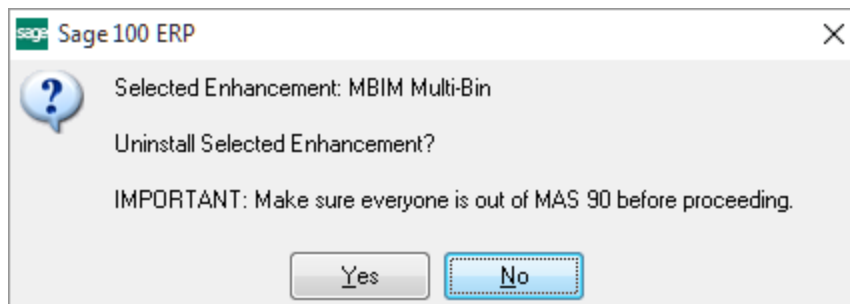 sage Sage 100 ERP
Selected Enhancement: MBIM Multi-Bin
Uninstall Selected Enhancement?
IMPORTANT: Make sure everyone is out of MAS 90 before proceeding.
Yes No